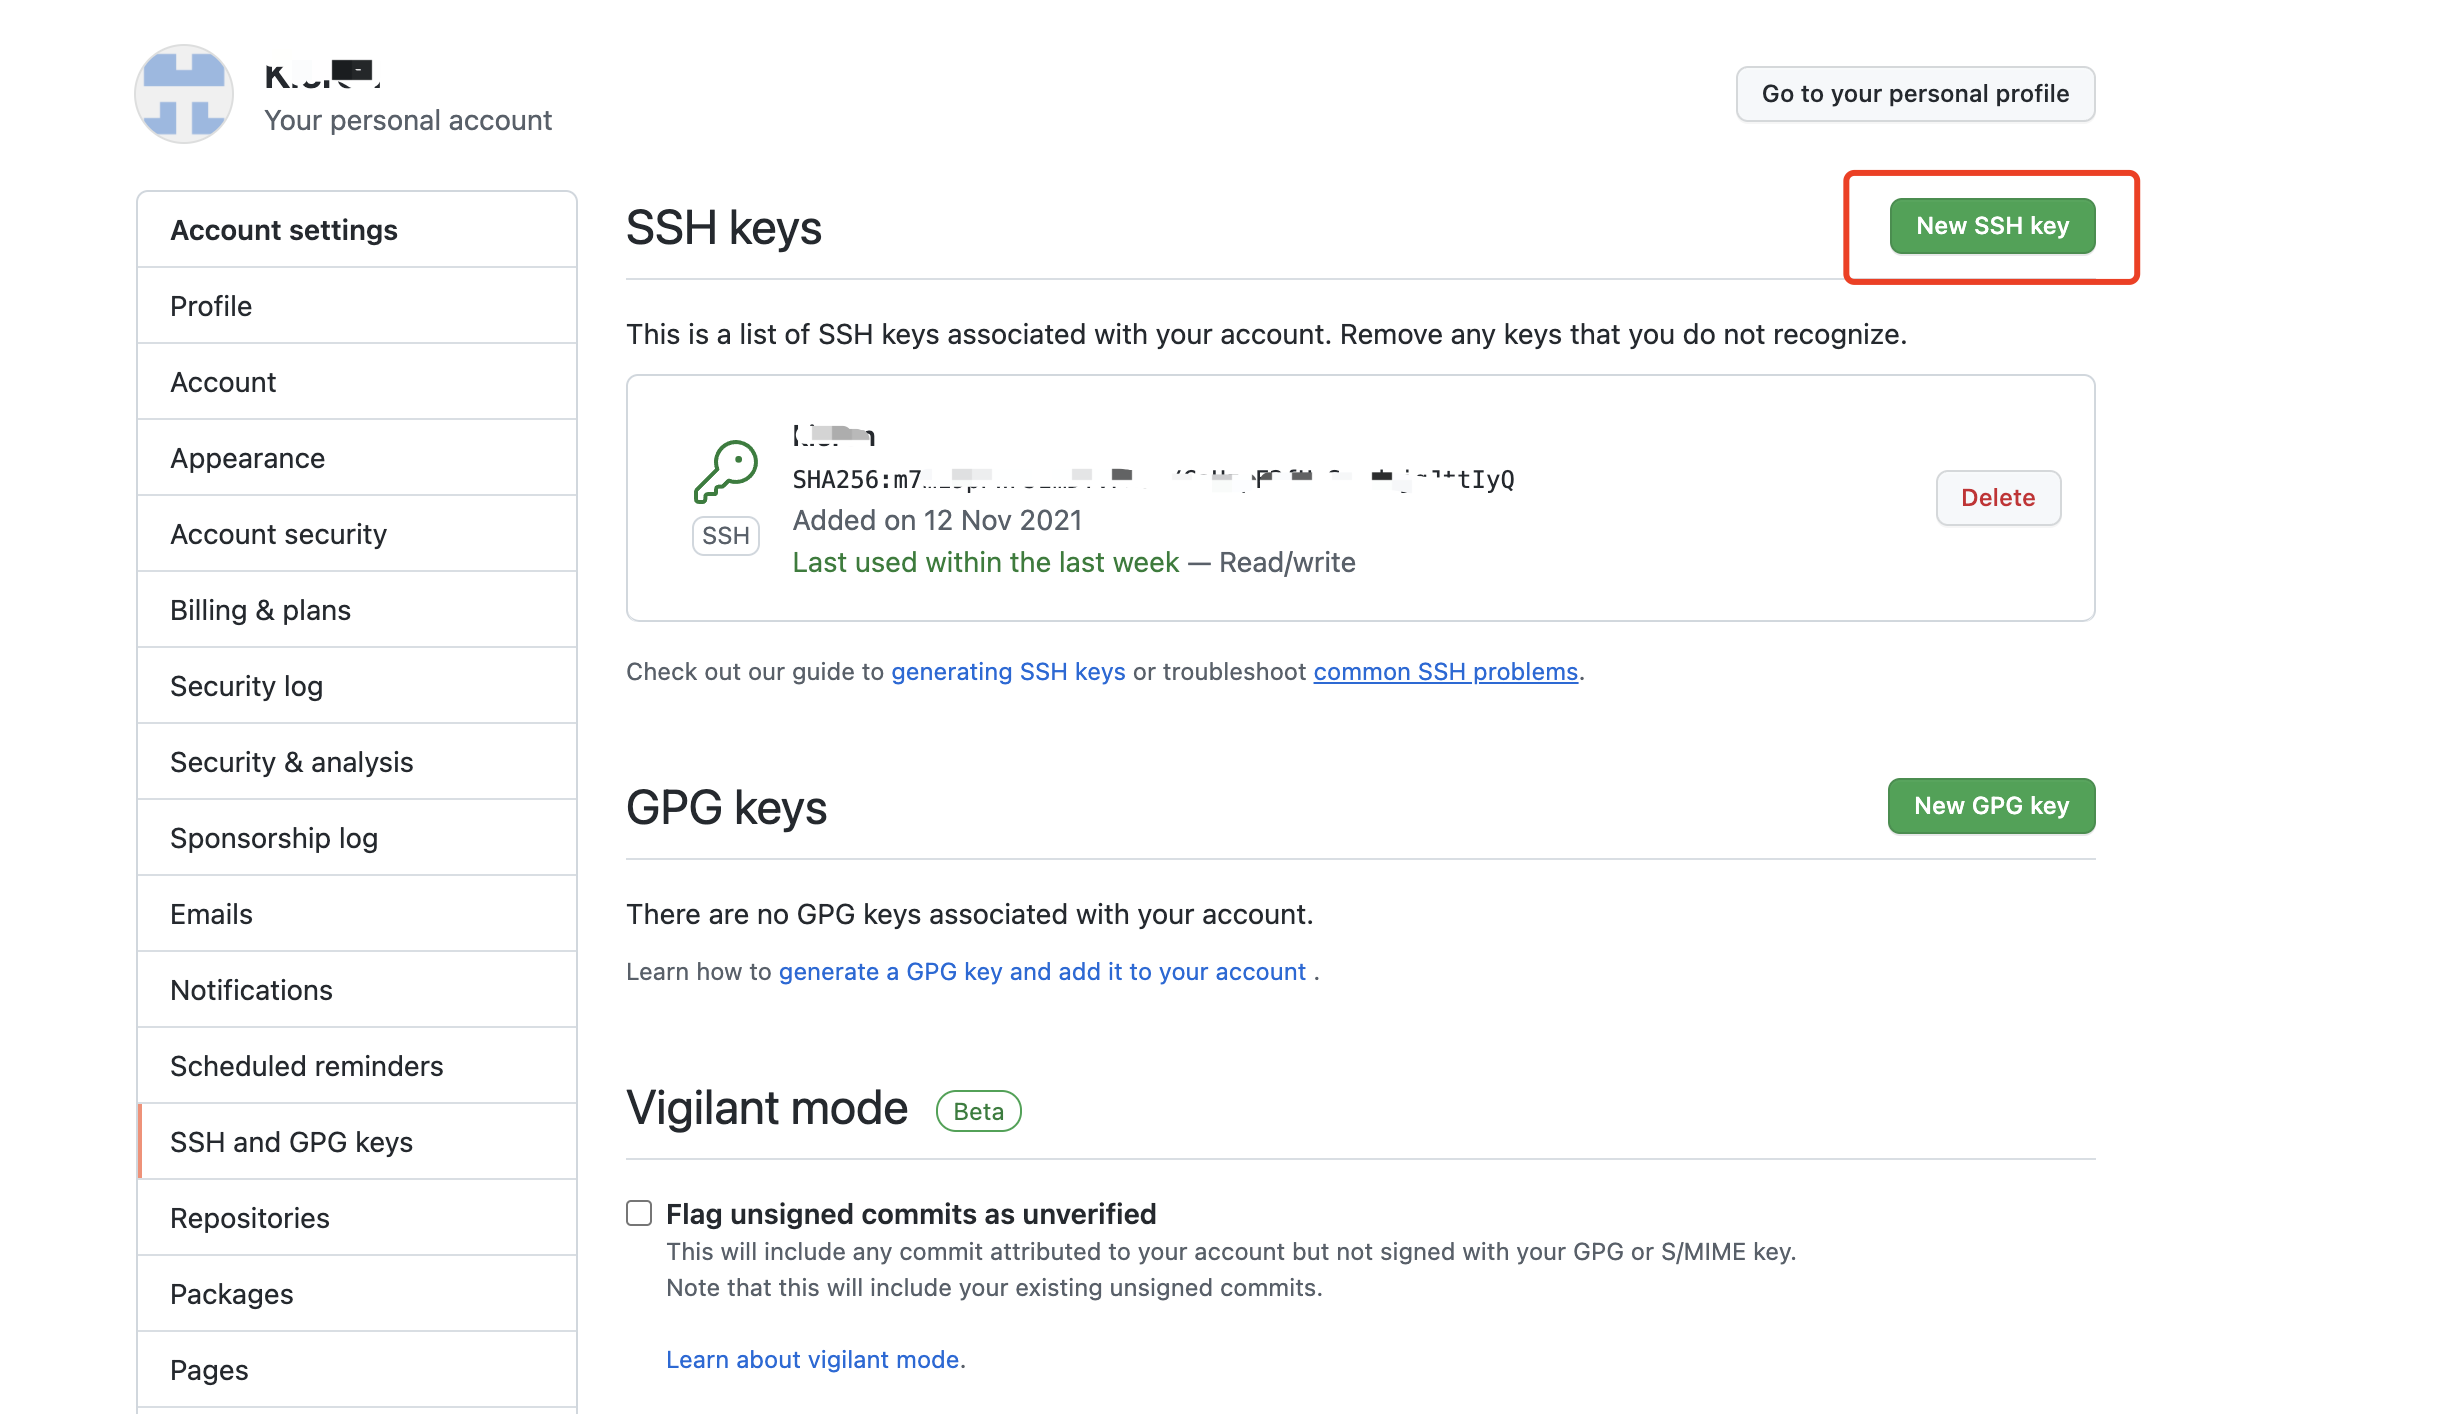 Your personal account
Go to your personal profile
Account settings
Profile
Account
Appearance
Account security
Billing & plans
Security log
Security & analysis
Sponsorship log
Emails
Notifications
Scheduled reminders
SSH and GPG keys
Repositories
Packages
Pages
SSH keys
New SSH key
This is a list of SSH keys associated with your account. Remove any keys that you do not recognize.
SSH
Added on 12 Nov 2021
Last used within the last week — Read/write
Delete
Check out our guide to generating SSH keys or troubleshoot common SSH problems.
GPG keys
New GPG key
There are no GPG keys associated with your account.
Learn how to generate a GPG key and add it to your account .
Vigilant mode
Beta
Flag unsigned commits as unverified
This will include any commit attributed to your account but not signed with your GPG or S/MIME key.
Note that this will include your existing unsigned commits.
Learn about vigilant mode.